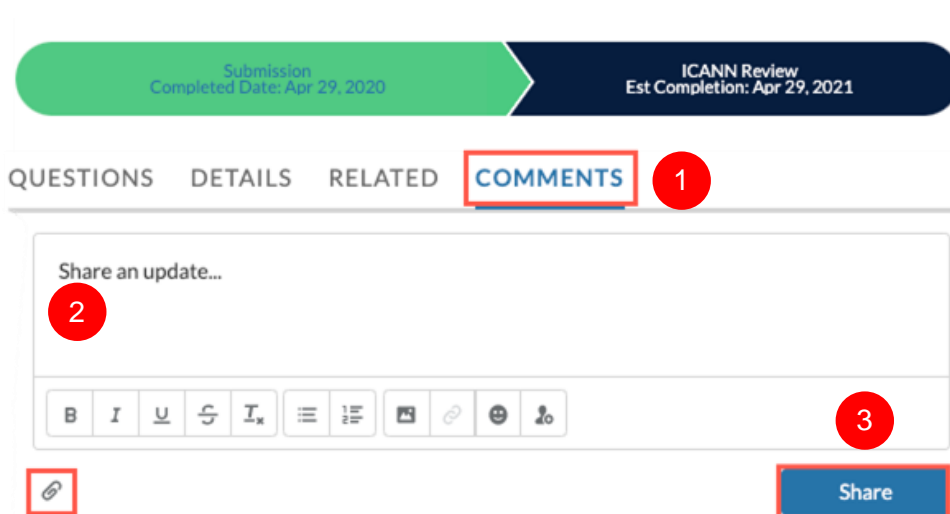 Submission
Completed Date: Apr 29, 2020
ICANN Review
Est Completion: Apr 29, 2021
QUESTIONS DETAILS RELATED COMMENTS 1
Share an update...
2
B I U S Tx
3
Share